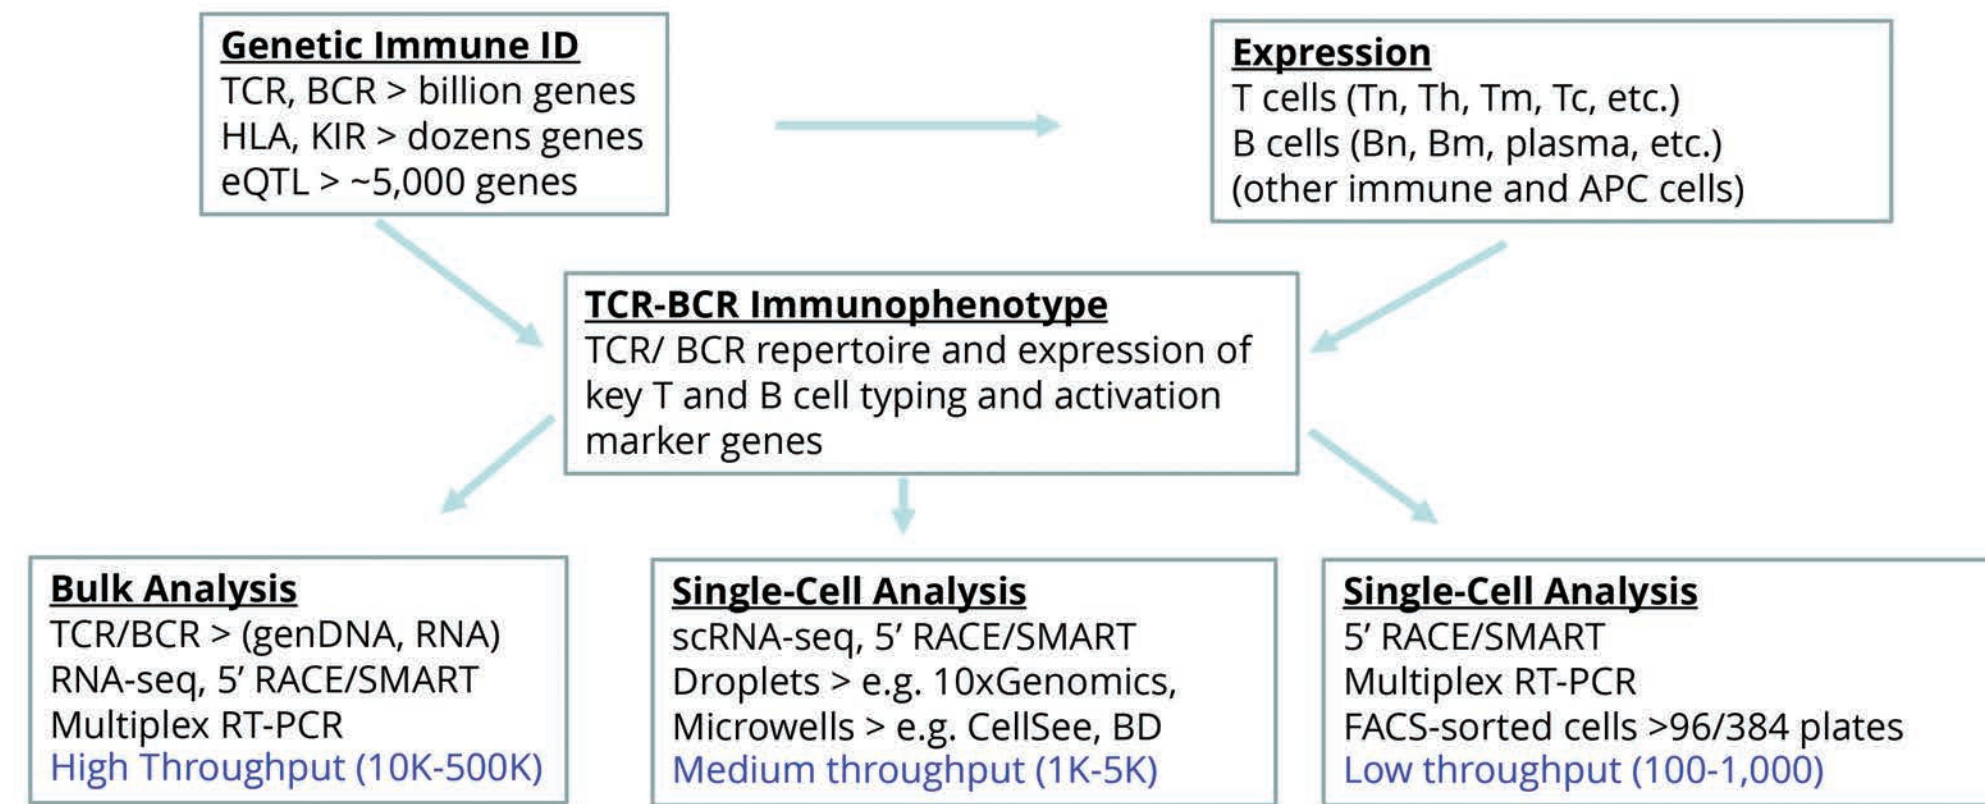 Genetic Immune ID
TCR, BCR > billion genes
HLA, KIR > dozens genes
eQTL > ~5,000 genes
Expression
T cells (Tn, Th, Tm, Tc, etc.)
B cells (Bn, Bm, plasma, etc.)
(other immune and APC cells)
TCR-BCR Immunophenotype
TCR/ BCR repertoire and expression of
key T and B cell typing and activation
marker genes
Bulk Analysis
TCR/BCR > (genDNA, RNA)
RNA-seq, 5’ RACE/SMART
Multiplex RT-PCR
High Throughput (10K-500K)
Single-Cell Analysis
scRNA-seq, 5’ RACE/SMART
Droplets > e.g. 10xGenomics,
Microwells > e.g. CellSee, BD
Medium throughput (1K-5K)
Single-Cell Analysis
5’ RACE/SMART
Multiplex RT-PCR
FACS-sorted cells >96/384 plates
Low throughput (100-1,000)